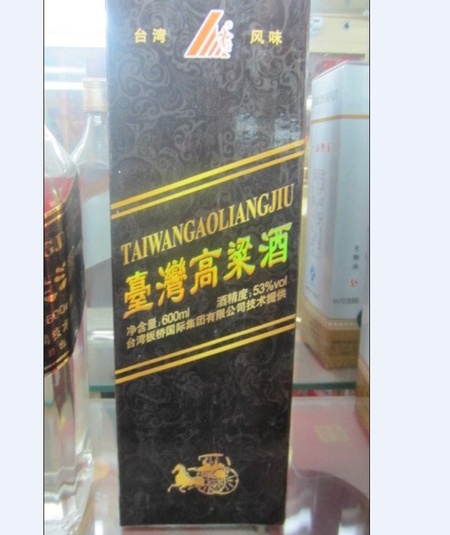 台湾 风味
TAIWANGAOLIANGJIU
臺灣高粱酒
净含量:600ml 酒精度:53%vol
台湾板桥国际集团有限公司技术提供